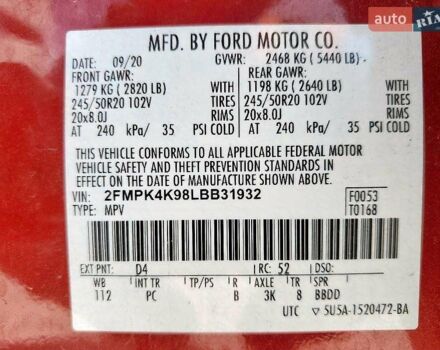 auto RIA
MFD. BY FORD MOTOR CO.
DATE: 09/20 GVWR: 2468 KG (5440 LB)
FRONT GAWR: REAR GAWR:
1279 KG (2820 LB) WITH 1198 KG (2640 LB) WITH
245/50R20 102V TIRES 245/50R20 102V TIRES
20x8.0J RIMS 20x8.0J RIMS
AT 240 kPa/ 35 PSI COLD AT 240 kPa/ 35 PSI COLD
THIS VEHICLE CONFORMS TO ALL APPLICABLE FEDERAL MOTOR
VEHICLE SAFETY AND THEFT PREVENTION STANDARDS IN
EFFECT ON THE DATE OF MANUFACTURE SHOWN ABOVE.
VIN: 2FMPK4K98LBB31932 F0053
TYPE: MPV T0168
EXT PNT: D4 RC: 52 DSO:
WB INT TR TP/PS R AXLE TR SPR
112 PC B 3K 8 BBDD
UTC 5U5A-1520472-BA